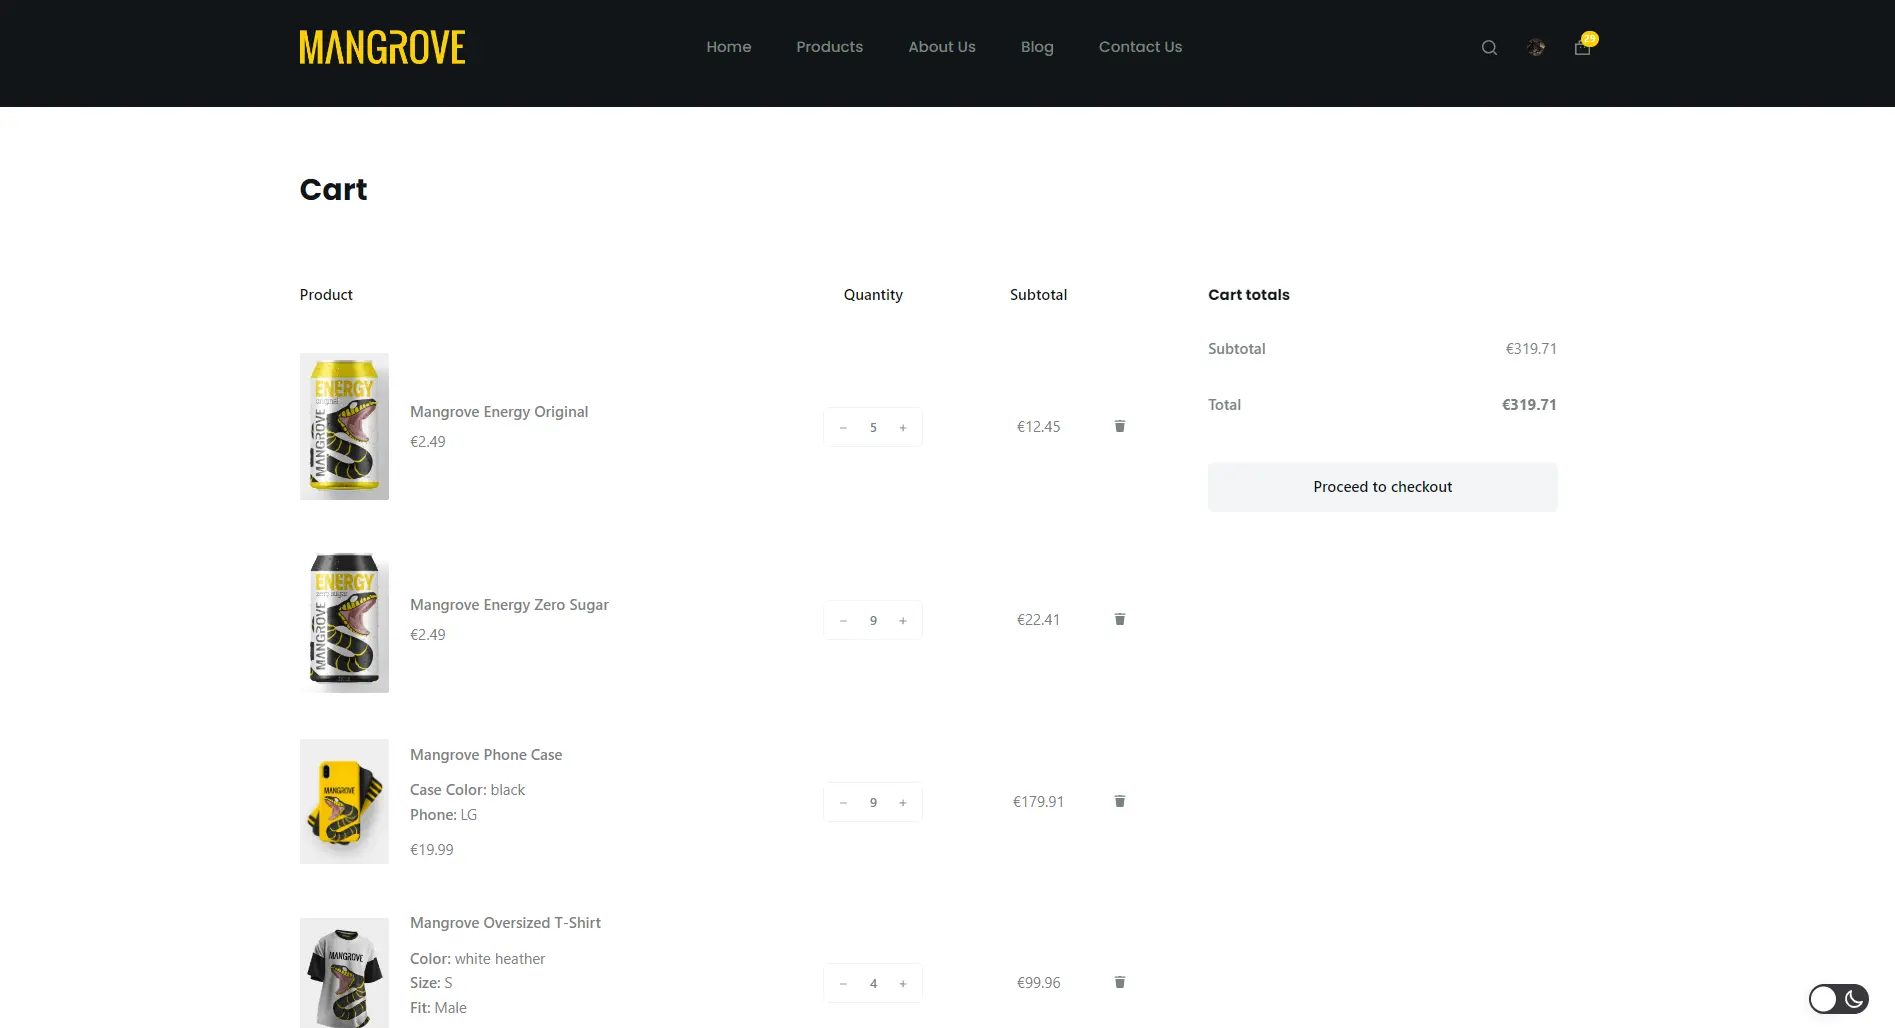 MANGROVE
Home
Products
About Us
Blog
Contact Us
29
Cart
Product
Quantity
Subtotal
ENERGY
original
MANGROVE
Mangrove Energy Original
€2.49
− 5 +
€12.45
ENERGY
zero sugar
MANGROVE
Mangrove Energy Zero Sugar
€2.49
− 9 +
€22.41
MANGROVE
Mangrove Phone Case
Case Color: black
Phone: LG
€19.99
− 9 +
€179.91
MANGROVE
Mangrove Oversized T-Shirt
Color: white heather
Size: S
Fit: Male
− 4 +
€99.96
Cart totals
Subtotal €319.71
Total €319.71
Proceed to checkout